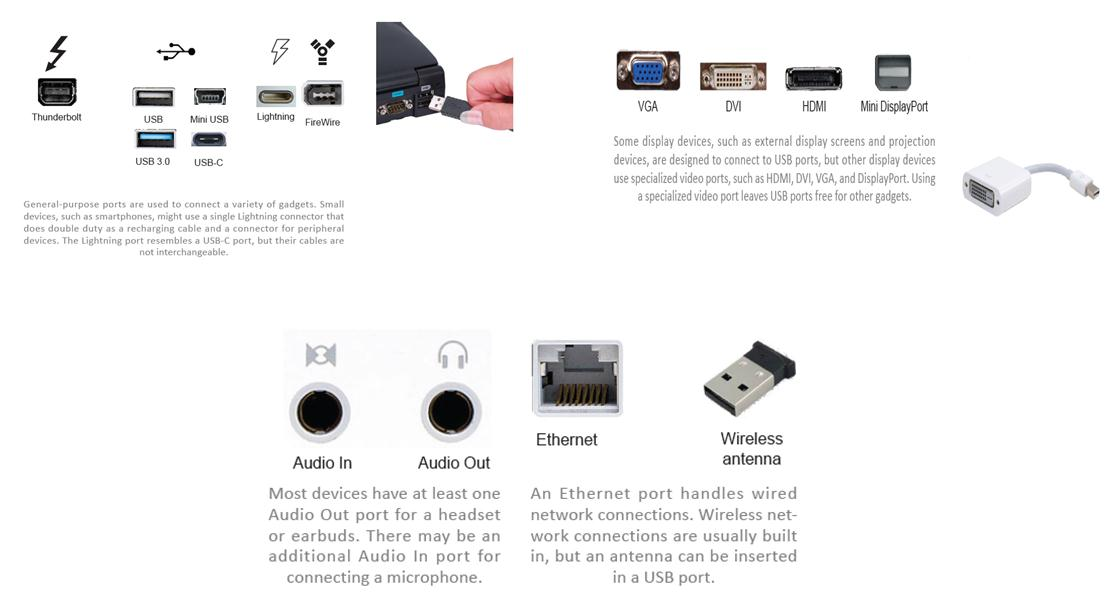 Thunderbolt
USB
Mini USB
USB 3.0
USB-C
Lightning
FireWire
General-purpose ports are used to connect a variety of gadgets. Small
devices, such as smartphones, might use a single Lightning connector that
does double duty as a recharging cable and a connector for peripheral
devices. The Lightning port resembles a USB-C port, but their cables are
not interchangeable.
VGA
DVI
HDMI
Mini DisplayPort
Some display devices, such as external display screens and projection
devices, are designed to connect to USB ports, but other display devices
use specialized video ports, such as HDMI, DVI, VGA, and DisplayPort. Using
a specialized video port leaves USB ports free for other gadgets.
Audio In
Audio Out
Most devices have at least one
Audio Out port for a headset
or earbuds. There may be an
additional Audio In port for
connecting a microphone.
Ethernet
Wireless
antenna
An Ethernet port handles wired
network connections. Wireless net-
work connections are usually built
in, but an antenna can be inserted
in a USB port.